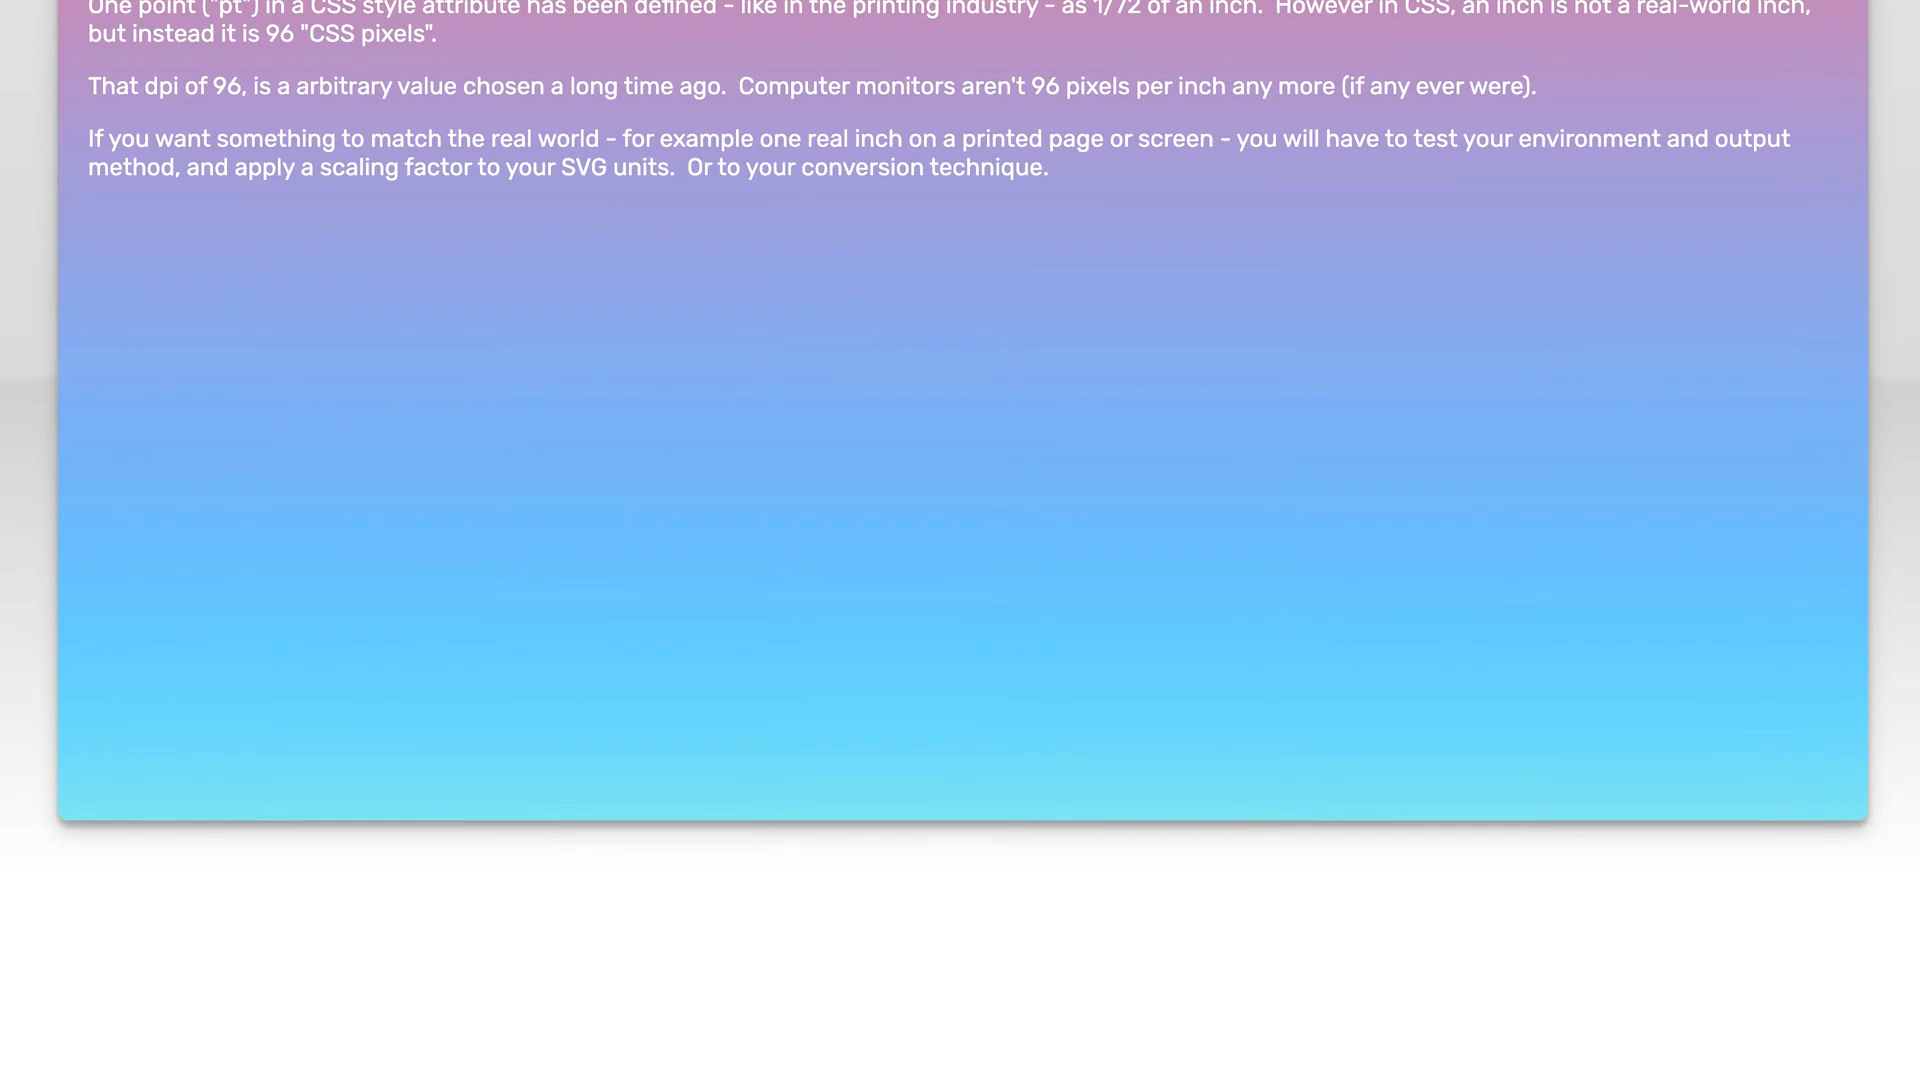 One point ("pt") in a CSS style attribute has been defined - like in the printing industry - as 1/72 of an inch.  However in CSS, an inch is not a real-world inch,
but instead it is 96 "CSS pixels".
That dpi of 96, is a arbitrary value chosen a long time ago.  Computer monitors aren't 96 pixels per inch any more (if any ever were).
If you want something to match the real world - for example one real inch on a printed page or screen - you will have to test your environment and output
method, and apply a scaling factor to your SVG units.  Or to your conversion technique.